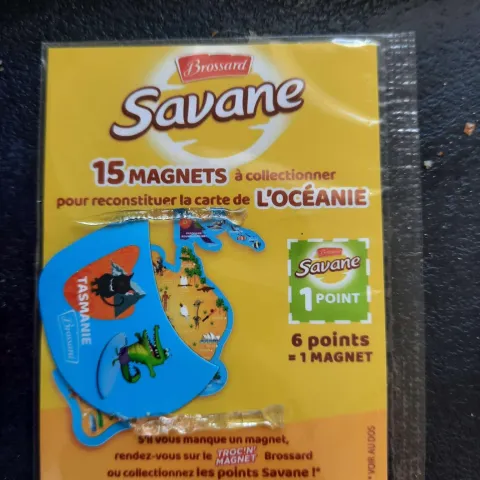 Brossard
Savane
15 MAGNETS à collectionner
pour reconstituer la carte de L'OCÉANIE
TASMANIE
Brossard
Savane
1 POINT
6 points
= 1 MAGNET
S'il vous manque un magnet,
rendez-vous sur le TROC'N' MAGNET Brossard
ou collectionnez les points Savane !*
* VOIR AU DOS